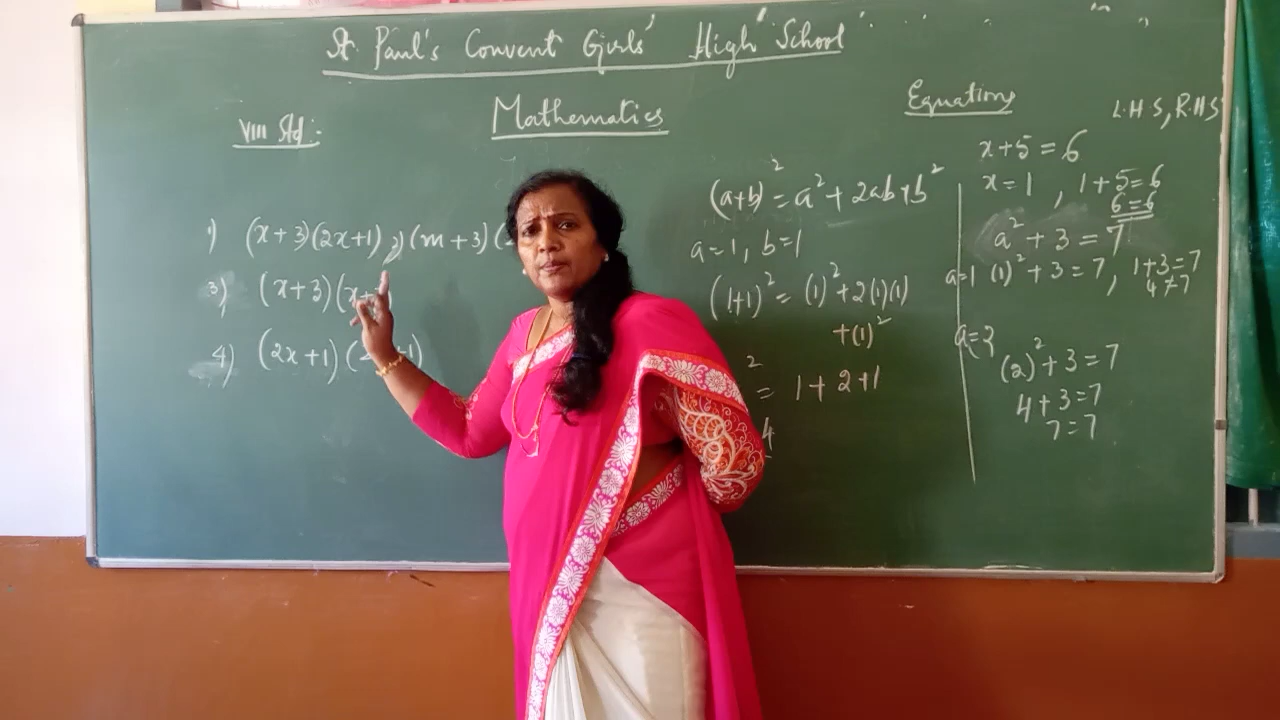 St. Paul's Convent Girls' High School
Mathematics
VIII Std:-
1) (x+3)(2x+1), 2) (m+3)(
3) (x+3)(x+
4) (2x+1)(
(a+b)² = a² + 2ab + b²
a=1, b=1
(1+1)² = (1)² + 2(1)(1)
+(1)²
² = 1 + 2 + 1
4
Equations
L.H.S, R.H.S
x+5 = 6
x = 1 , 1+5=6
6=6
a² + 3 = 7
a=1 (1)² + 3 = 7, 1+3=7
4≠7
a=2
(2)² + 3 = 7
4+3=7
7=7